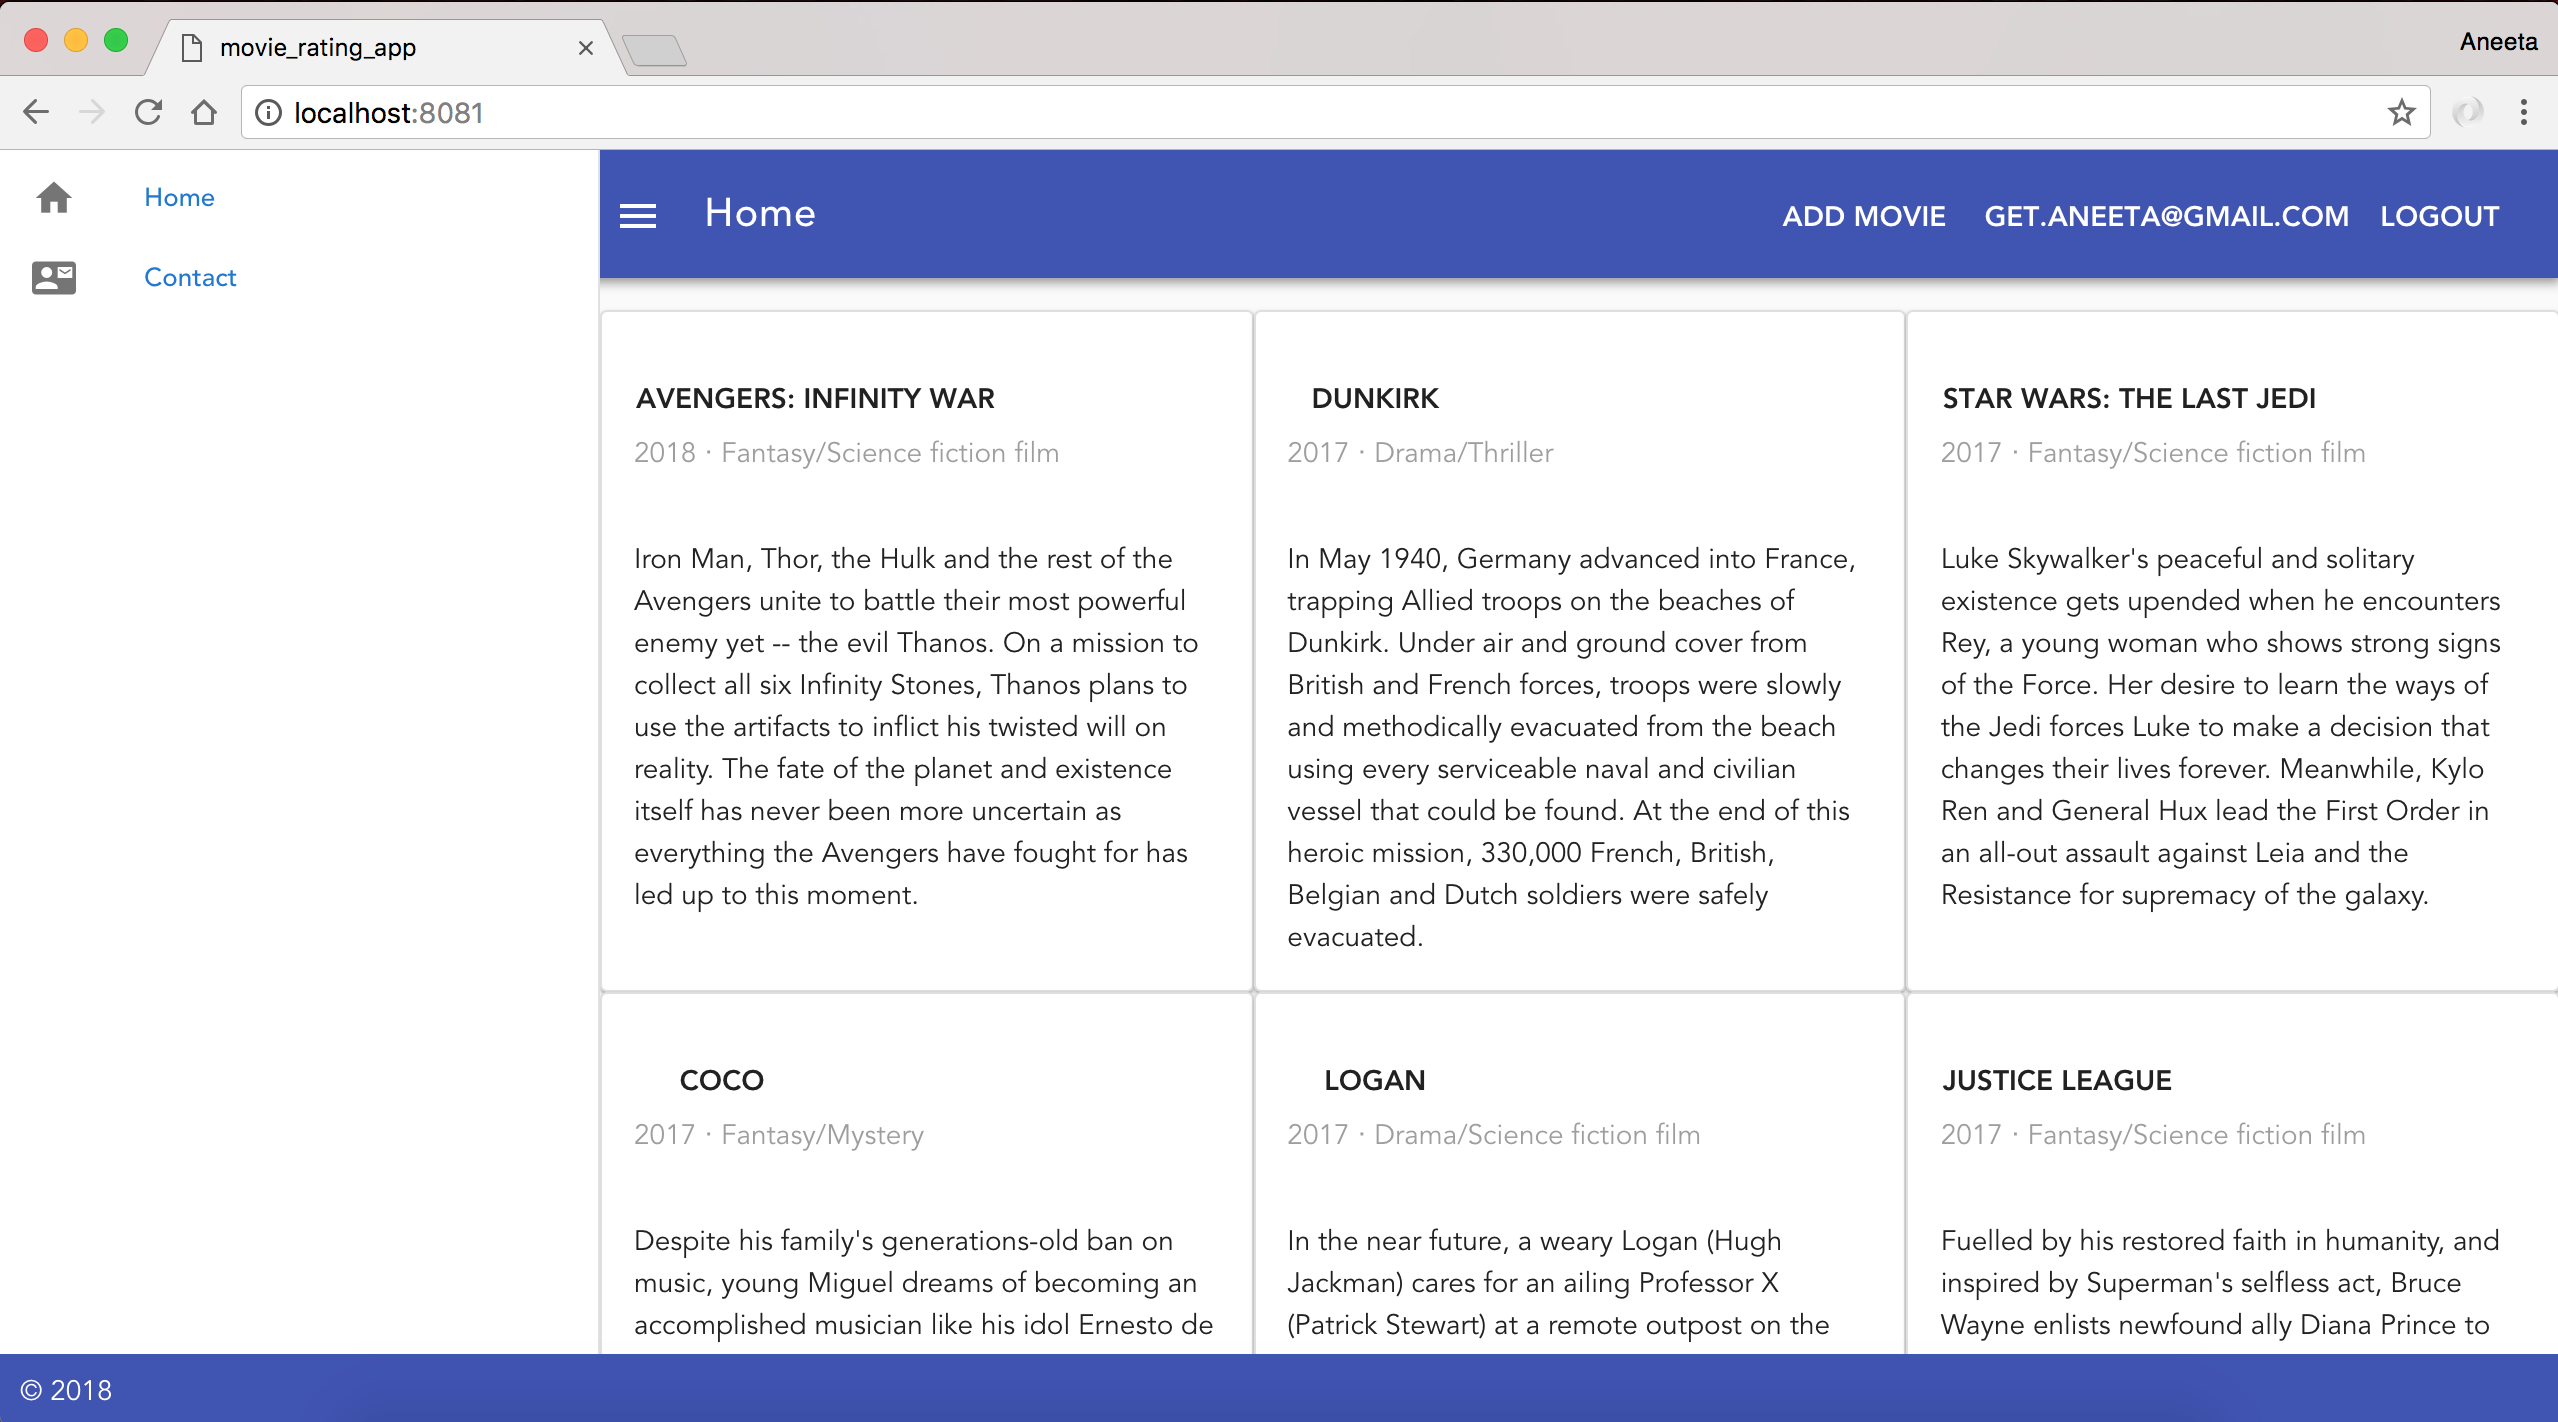 movie_rating_app
Aneeta
localhost:8081
Home
Contact
Home
ADD MOVIE
GET.ANEETA@GMAIL.COM
LOGOUT
AVENGERS: INFINITY WAR
2018 · Fantasy/Science fiction film
Iron Man, Thor, the Hulk and the rest of the
Avengers unite to battle their most powerful
enemy yet -- the evil Thanos. On a mission to
collect all six Infinity Stones, Thanos plans to
use the artifacts to inflict his twisted will on
reality. The fate of the planet and existence
itself has never been more uncertain as
everything the Avengers have fought for has
led up to this moment.
DUNKIRK
2017 · Drama/Thriller
In May 1940, Germany advanced into France,
trapping Allied troops on the beaches of
Dunkirk. Under air and ground cover from
British and French forces, troops were slowly
and methodically evacuated from the beach
using every serviceable naval and civilian
vessel that could be found. At the end of this
heroic mission, 330,000 French, British,
Belgian and Dutch soldiers were safely
evacuated.
STAR WARS: THE LAST JEDI
2017 · Fantasy/Science fiction film
Luke Skywalker's peaceful and solitary
existence gets upended when he encounters
Rey, a young woman who shows strong signs
of the Force. Her desire to learn the ways of
the Jedi forces Luke to make a decision that
changes their lives forever. Meanwhile, Kylo
Ren and General Hux lead the First Order in
an all-out assault against Leia and the
Resistance for supremacy of the galaxy.
COCO
2017 · Fantasy/Mystery
Despite his family's generations-old ban on
music, young Miguel dreams of becoming an
accomplished musician like his idol Ernesto de
LOGAN
2017 · Drama/Science fiction film
In the near future, a weary Logan (Hugh
Jackman) cares for an ailing Professor X
(Patrick Stewart) at a remote outpost on the
JUSTICE LEAGUE
2017 · Fantasy/Science fiction film
Fuelled by his restored faith in humanity, and
inspired by Superman's selfless act, Bruce
Wayne enlists newfound ally Diana Prince to
© 2018